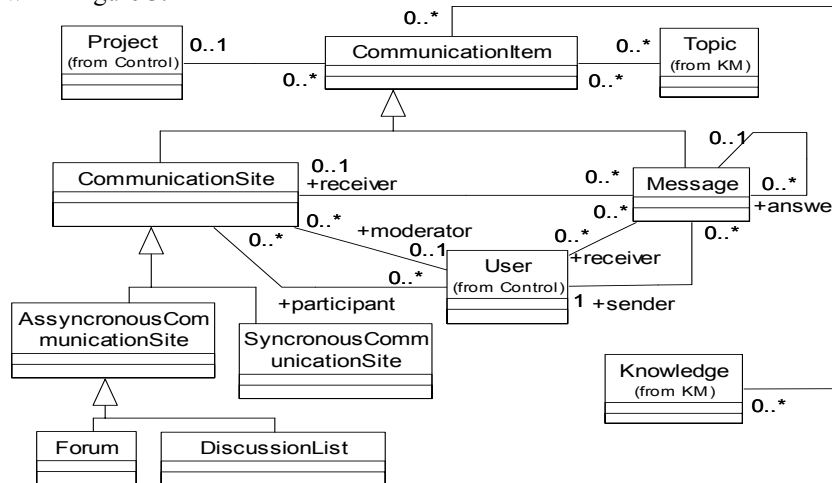 0..*
Project
(from Control)
0..1
CommunicationItem
0..*
Topic
(from KM)
0..*
0..*
0..1
CommunicationSite
0..1
+receiver
0..*
Message
0..*
+answe
0..*
+moderator
0..*
0..*
0..*
0..1
0..*
User
(from Control)
+receiver
0..*
+participant
1
+sender
AssyncronousCom
municationSite
SyncronousComm
unicationSite
Knowledge
(from KM)
0..*
Forum
DiscussionList